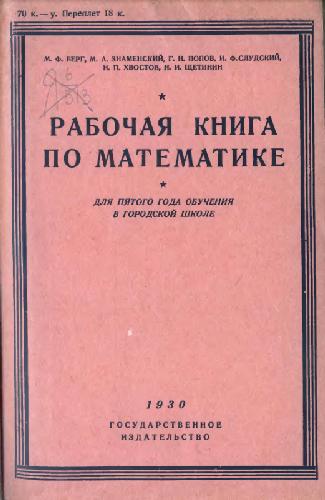 70 к. — у. Переплет 18 к.
М. Ф. БЕРГ, М. А. ЗНАМЕНСКИЙ, Г. Н. ПОПОВ, И. Ф. СЛУДСКИЙ,
Н. П. ХВОСТОВ, Н. И. ЩЕТИНИН
РАБОЧАЯ КНИГА
ПО МАТЕМАТИКЕ
ДЛЯ ПЯТОГО ГОДА ОБУЧЕНИЯ
В ГОРОДСКОЙ ШКОЛЕ
1930
ГОСУДАРСТВЕННОЕ
ИЗДАТЕЛЬСТВО